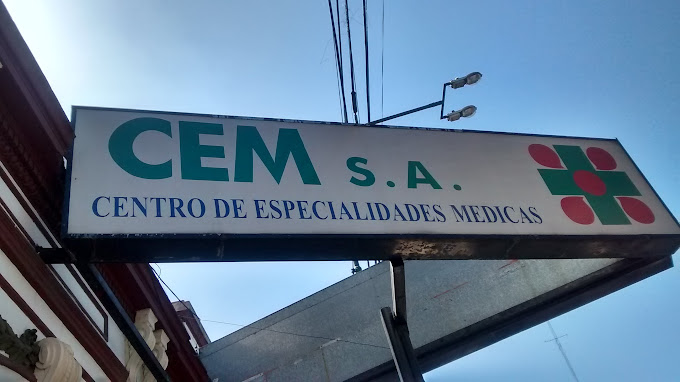 CEM S.A.
CENTRO DE ESPECIALIDADES MEDICAS